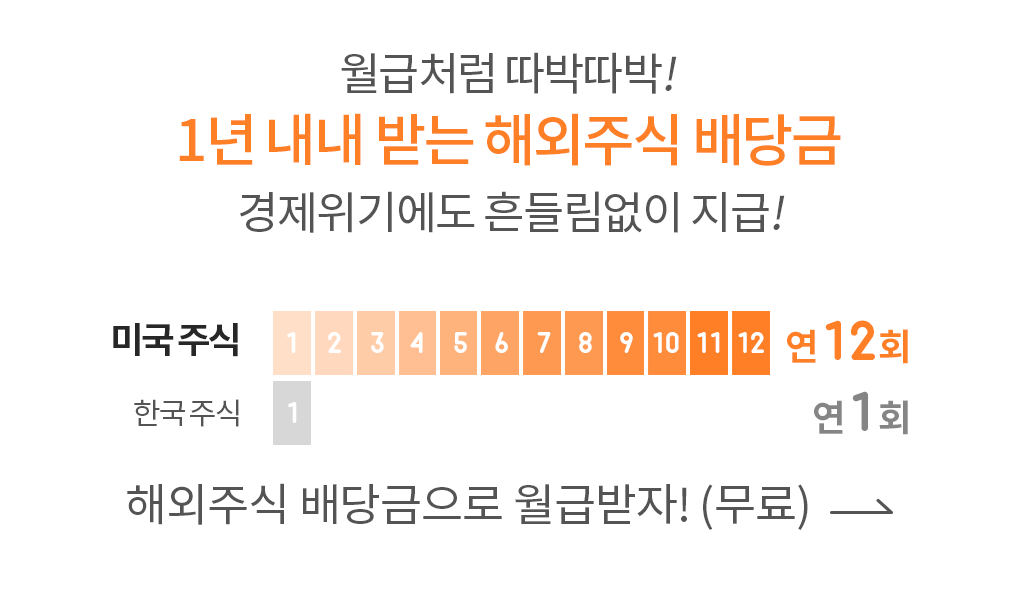 월급처럼 따박따박!
1년 내내 받는 해외주식 배당금
경제위기에도 흔들림없이 지급!
미국 주식 1 2 3 4 5 6 7 8 9 10 11 12 연 12회
한국 주식 1 연 1회
해외주식 배당금으로 월급받자! (무료)